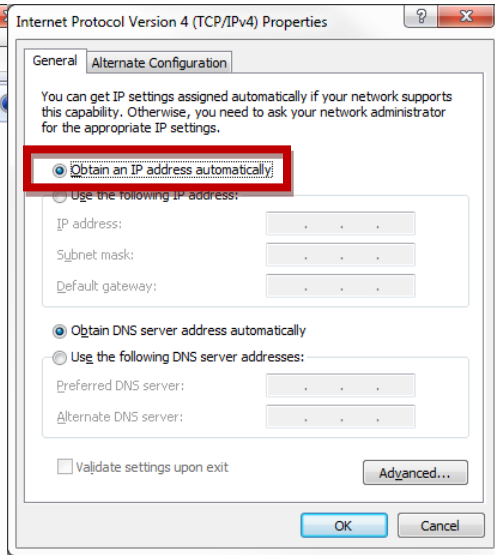 Internet Protocol Version 4 (TCP/IPv4) Properties
General Alternate Configuration
You can get IP settings assigned automatically if your network supports
this capability. Otherwise, you need to ask your network administrator
for the appropriate IP settings.
Obtain an IP address automatically
Use the following IP address:
IP address:
Subnet mask:
Default gateway:
Obtain DNS server address automatically
Use the following DNS server addresses:
Preferred DNS server:
Alternate DNS server:
Validate settings upon exit
Advanced...
OK Cancel